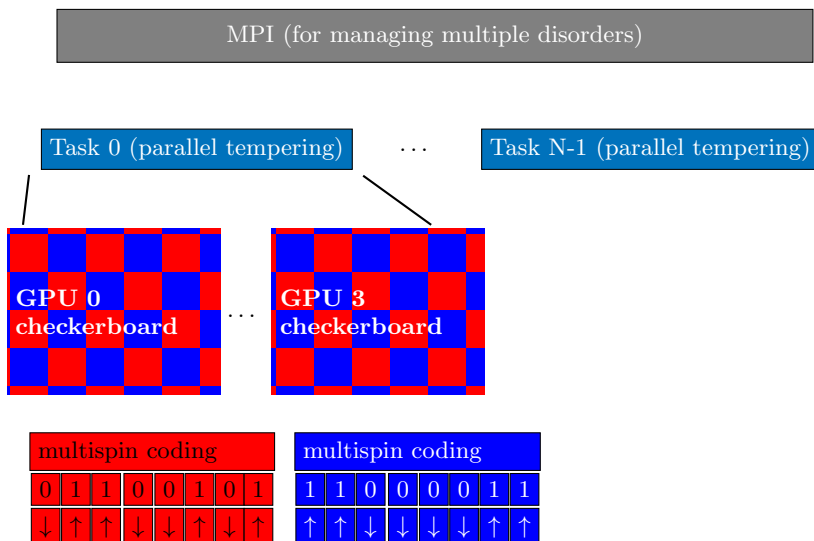 MPI (for managing multiple disorders)
Task 0 (parallel tempering) ... Task N-1 (parallel tempering)
GPU 0 ... GPU 3
checkerboard checkerboard
multispin coding multispin coding
0 1 1 0 0 1 0 1 1 1 0 0 0 0 1 1
↓ ↑ ↑ ↓ ↓ ↑ ↓ ↑ ↑ ↑ ↓ ↓ ↓ ↓ ↑ ↑